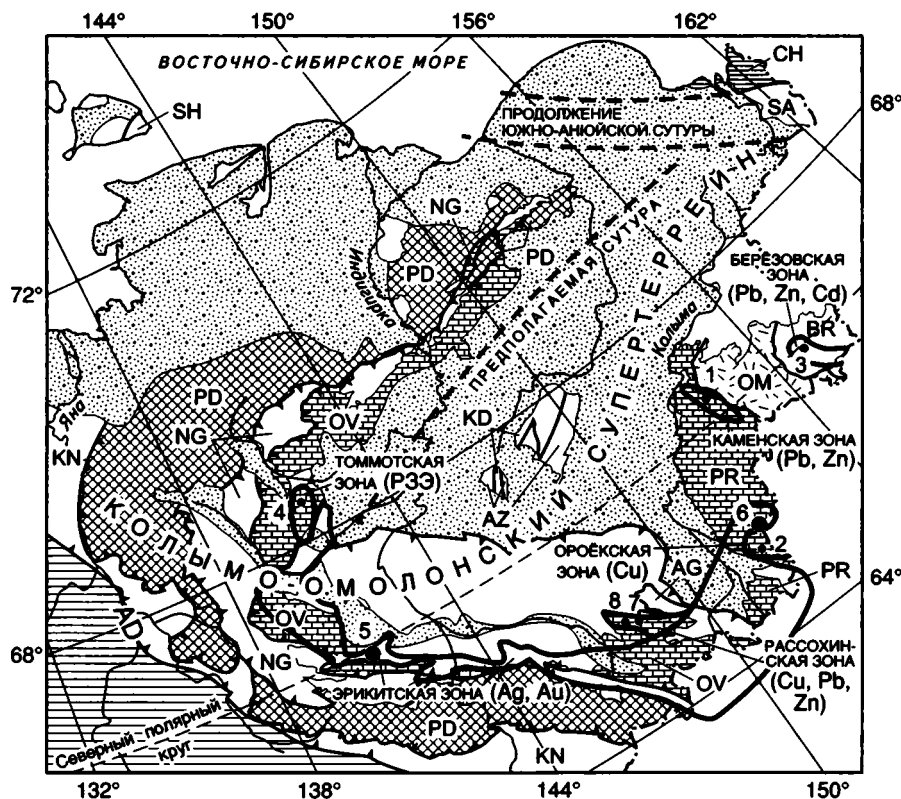 144°
150°
156°
162°
ВОСТОЧНО-СИБИРСКОЕ МОРЕ
CH
SH
SA
68°
ПРОДОЛЖЕНИЕ
ЮЖНО-АНЮЙСКОЙ СУТУРЫ
NG
PD
PD
Индигирка
ПРЕДПОЛАГАЕМАЯ СУТУРА
БЕРЁЗОВСКАЯ
ЗОНА
(Pb, Zn, Cd)
72°
Колыма
BR
3
1
OM
Яна
PD
NG
OV
KD
KN
ТОММОТСКАЯ
ЗОНА (РЗЭ)
КАМЕНСКАЯ ЗОНА
(Pb, Zn)
PR
4
AZ
6
2
КОЛЫМО-ОМОЛОНСКИЙ СУПЕРТЕРРЕЙН
ОРОЁКСКАЯ
ЗОНА (Cu)
AG
PR
64°
8
7
AD
OV
5
68°
NG
РАССОХИН-
СКАЯ ЗОНА
(Cu, Pb,
Zn)
OV
ЭРИКИТСКАЯ ЗОНА (Ag, Au)
PD
Северный полярный
круг
KN
132°
138°
144°
150°